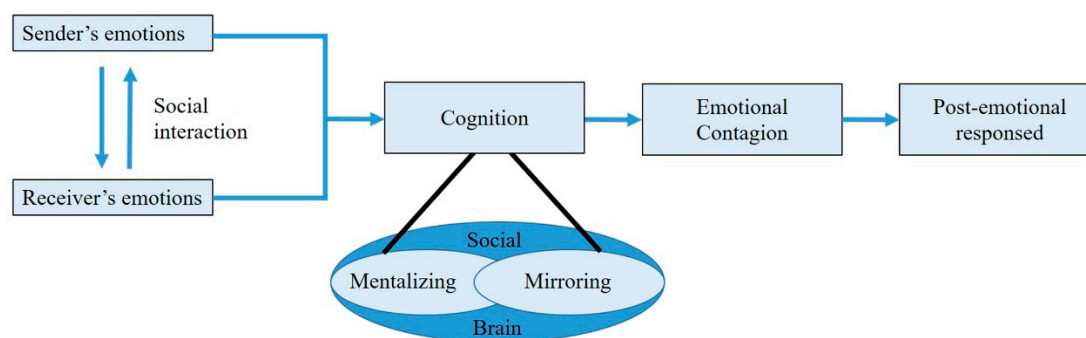 Sender’s emotions
Social
interaction
Receiver’s emotions
Cognition
Emotional
Contagion
Post-emotional
responsed
Social
Mentalizing
Mirroring
Brain